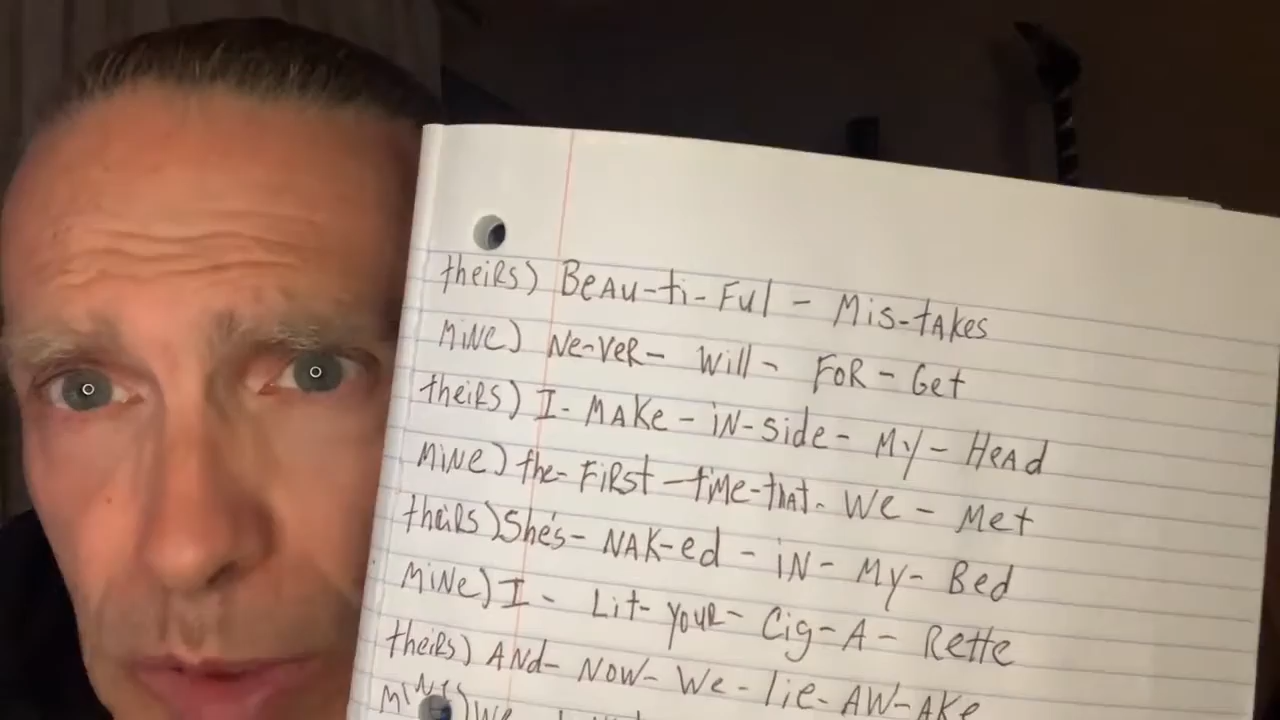 theirs) Beau-ti-Ful - Mis-takes
Mine) Ne-ver- will- FOR-Get
theirs) I-Make-iN-side-My-Head
Mine) the-First-time-that-We-Met
theirs) She's-NAK-ed-iN-My-Bed
Mine) I-Lit-your-Cig-A-Rette
theirs) ANd-Now-We-lie-AW-AKe
Mine) We